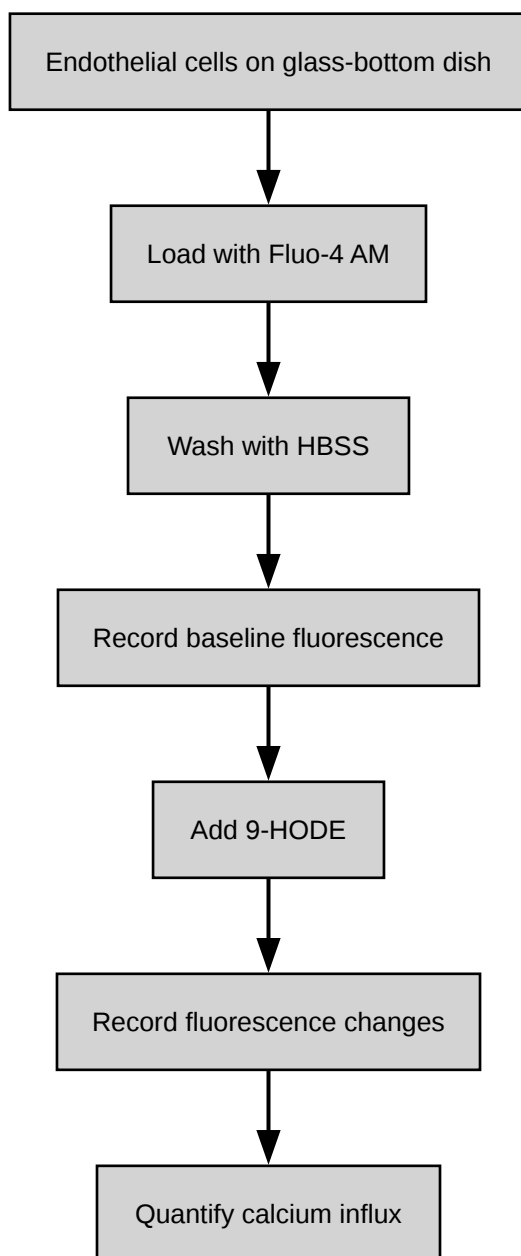 Endothelial cells on glass-bottom dish
Load with Fluo-4 AM
Wash with HBSS
Record baseline fluorescence
Add 9-HODE
Record fluorescence changes
Quantify calcium influx